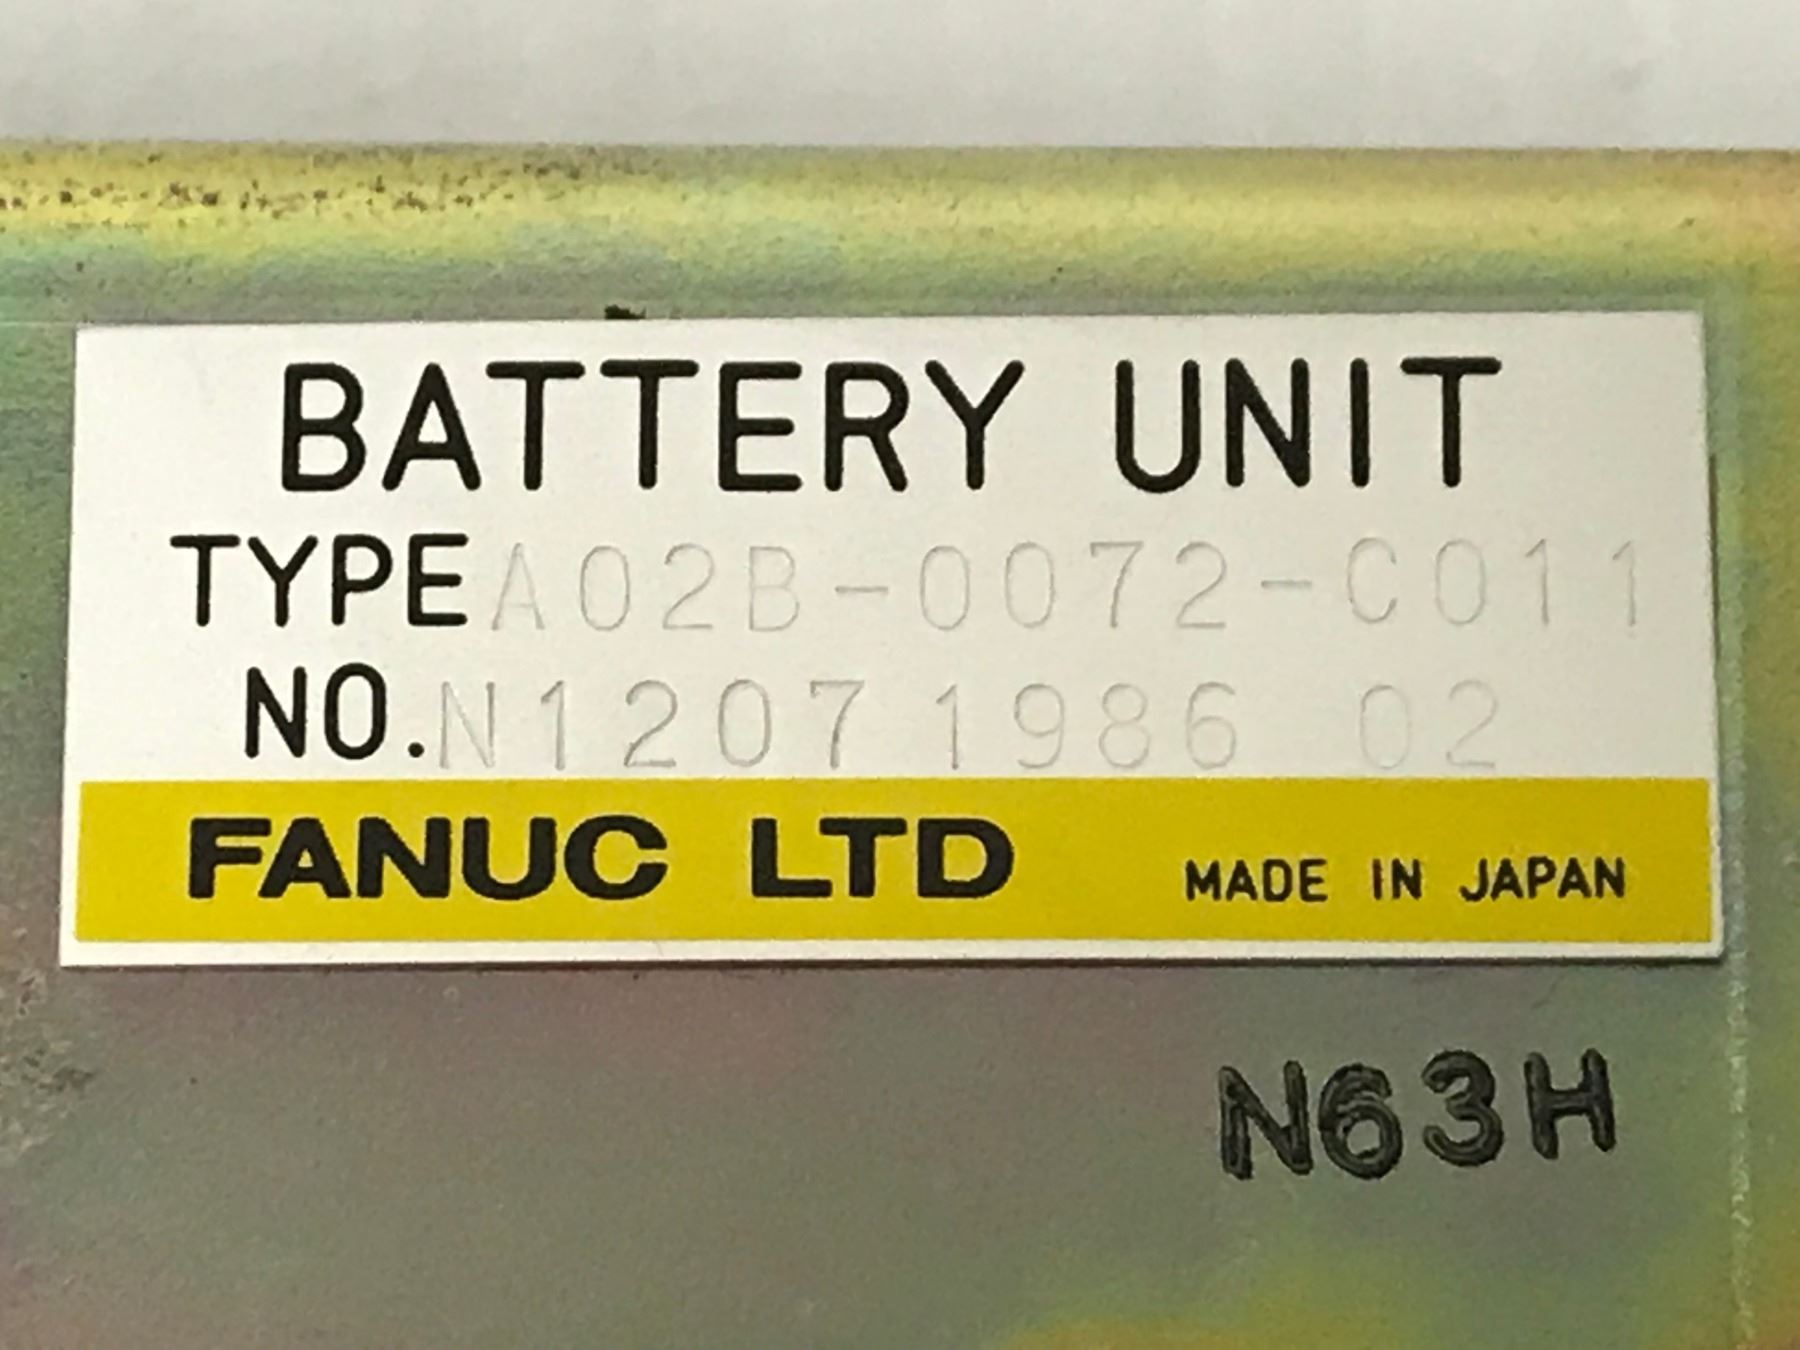 BATTERY UNIT
TYPE A02B-0072-C011
NO. N1207 1986 02
FANUC LTD MADE IN JAPAN
N63H